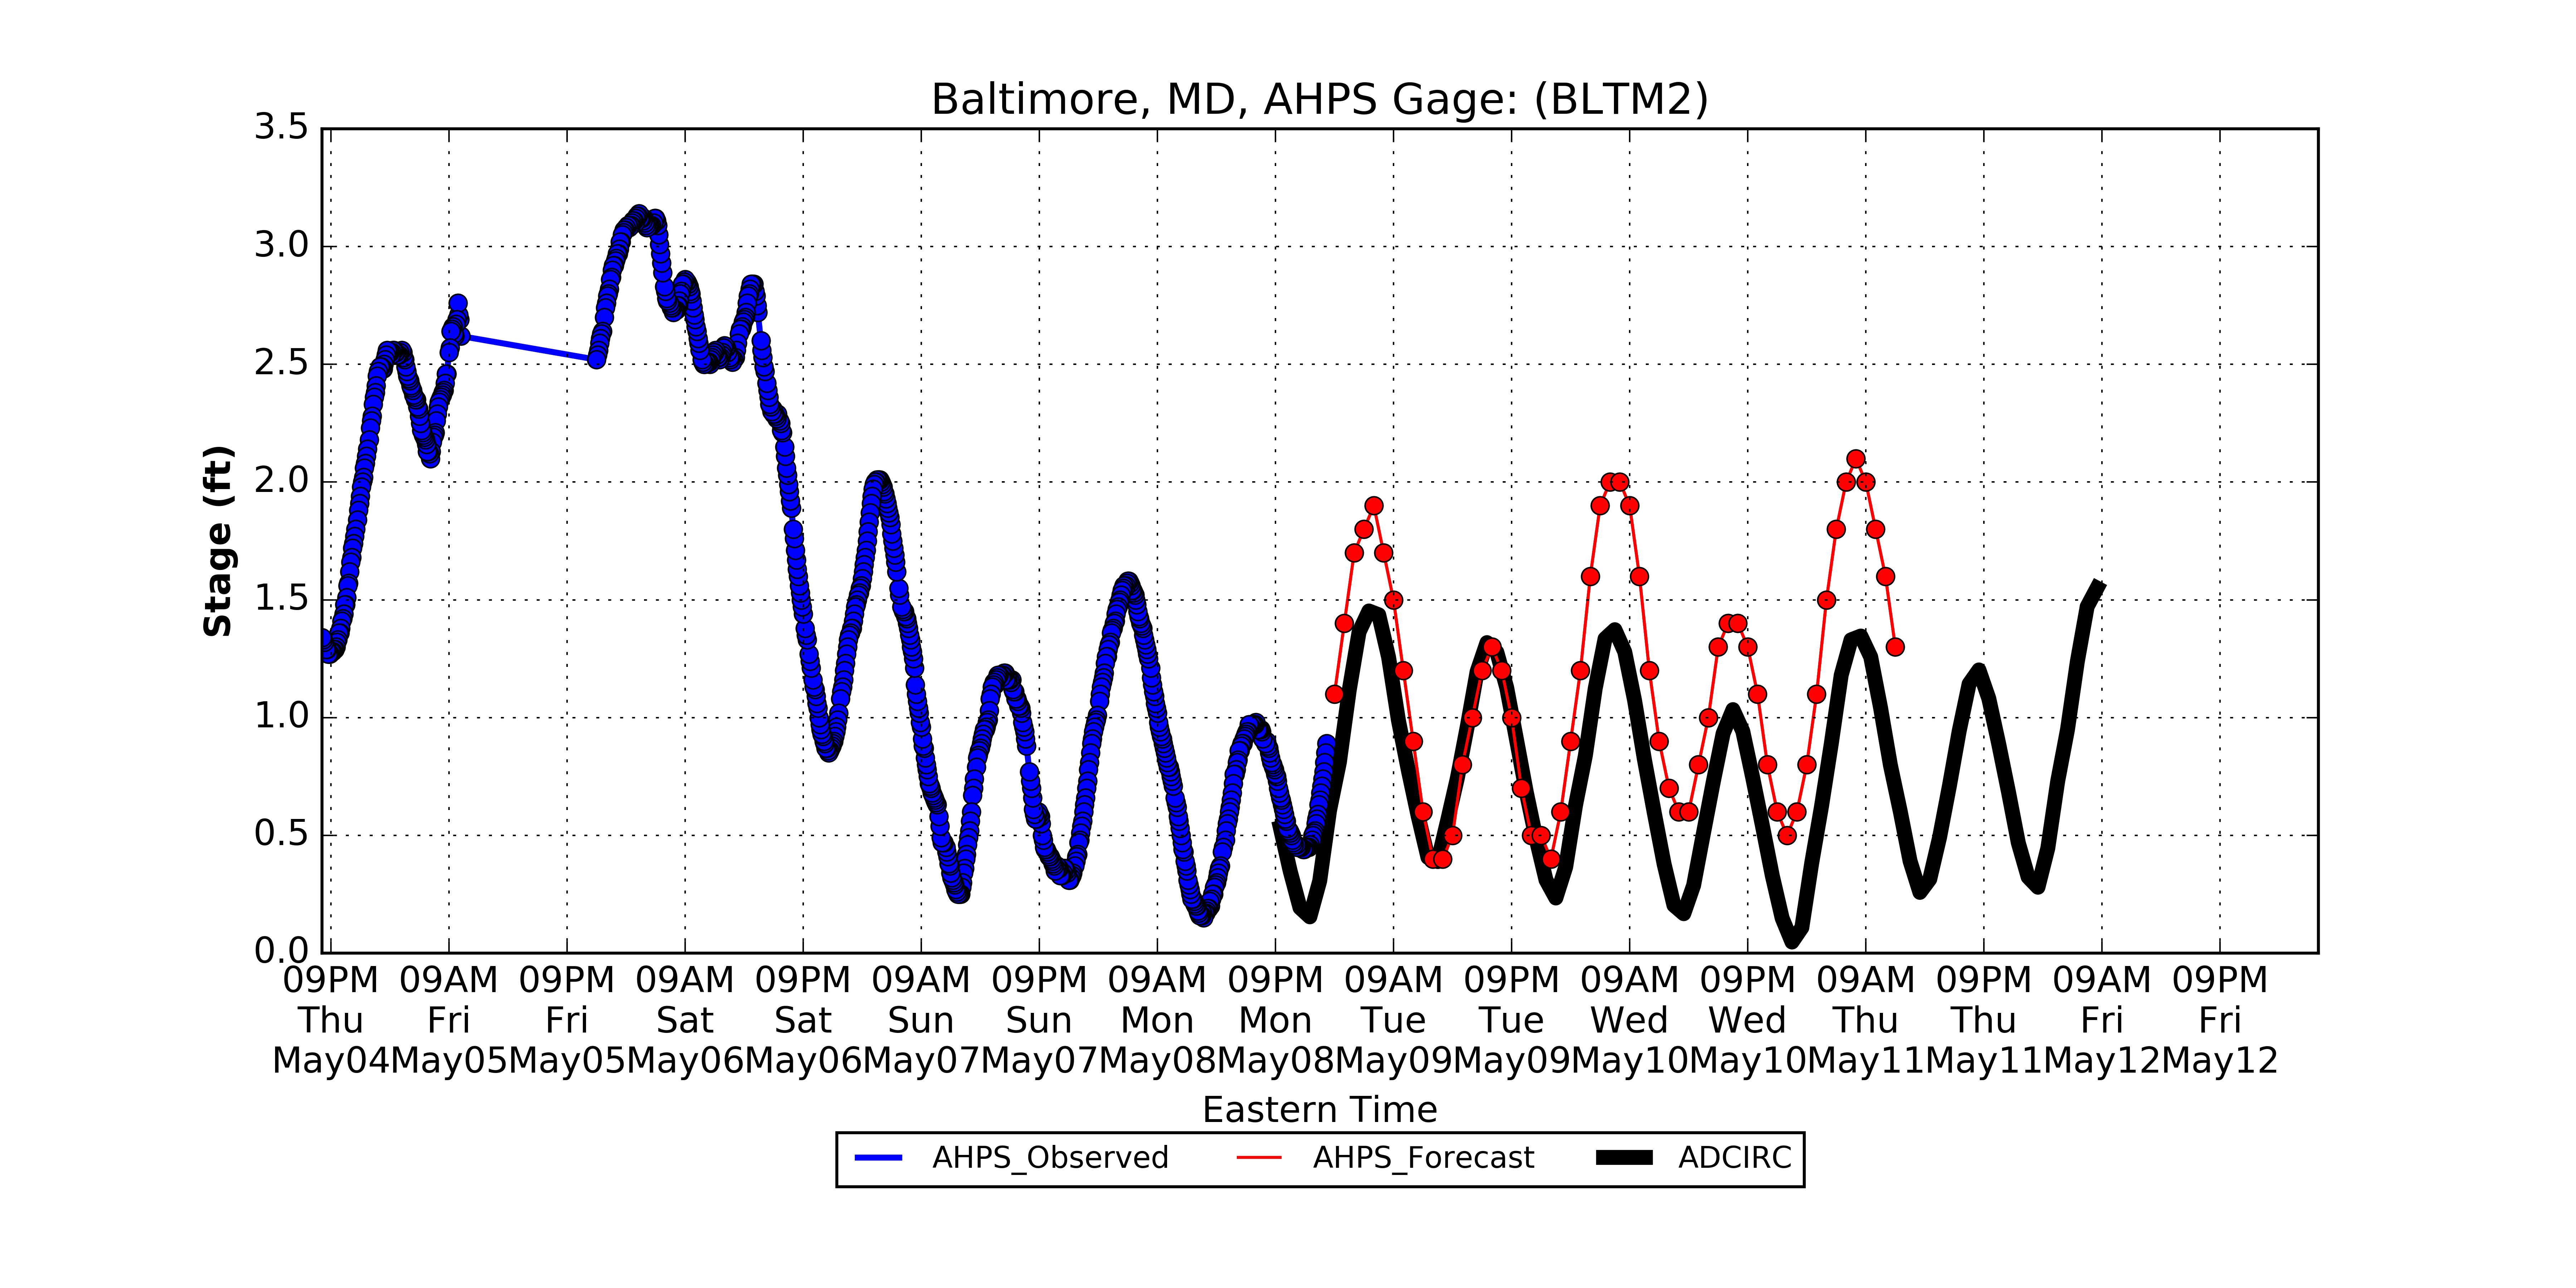 Baltimore, MD, AHPS Gage: (BLTM2)
3.5
3.0
2.5
2.0
1.5
1.0
0.5
0.0
Stage (ft)
09PM 09AM 09PM 09AM 09PM 09AM 09PM 09AM 09PM 09AM 09PM 09AM 09PM 09AM 09PM 09AM 09PM
Thu Fri Fri Sat Sat Sun Sun Mon Mon Tue Tue Wed Wed Thu Thu Fri Fri
May04 May05 May05 May06 May06 May07 May07 May08 May08 May09 May09 May10 May10 May11 May11 May12 May12
Eastern Time
AHPS_Observed AHPS_Forecast ADCIRC